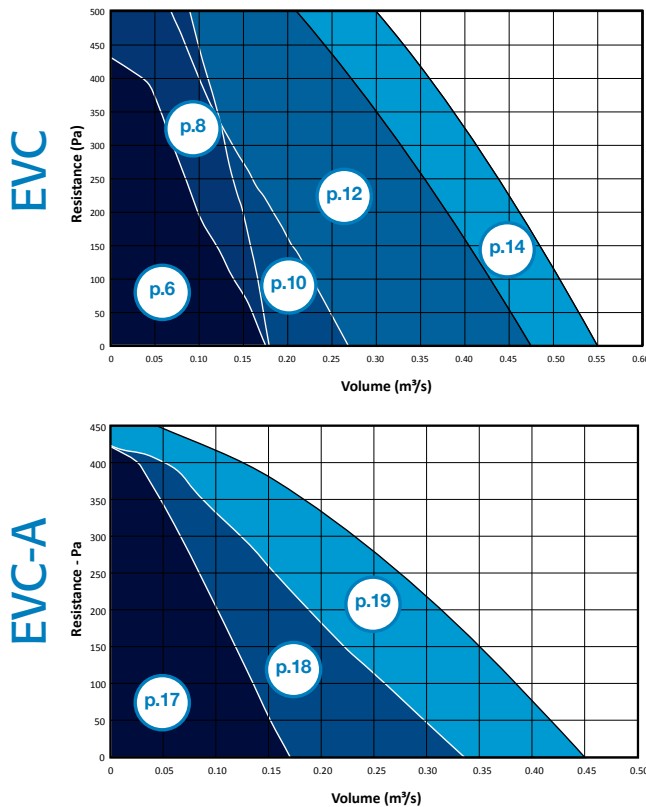 EVC
Resistance (Pa)
500
450
400
350
300
250
200
150
100
50
0
p.8
p.12
p.14
p.10
p.6
0 0.05 0.10 0.15 0.20 0.25 0.30 0.35 0.40 0.45 0.50 0.55 0.60
Volume (m³/s)
EVC-A
Resistance - Pa
450
400
350
300
250
200
150
100
50
0
p.19
p.18
p.17
0 0.05 0.10 0.15 0.20 0.25 0.30 0.35 0.40 0.45 0.50
Volume (m³/s)